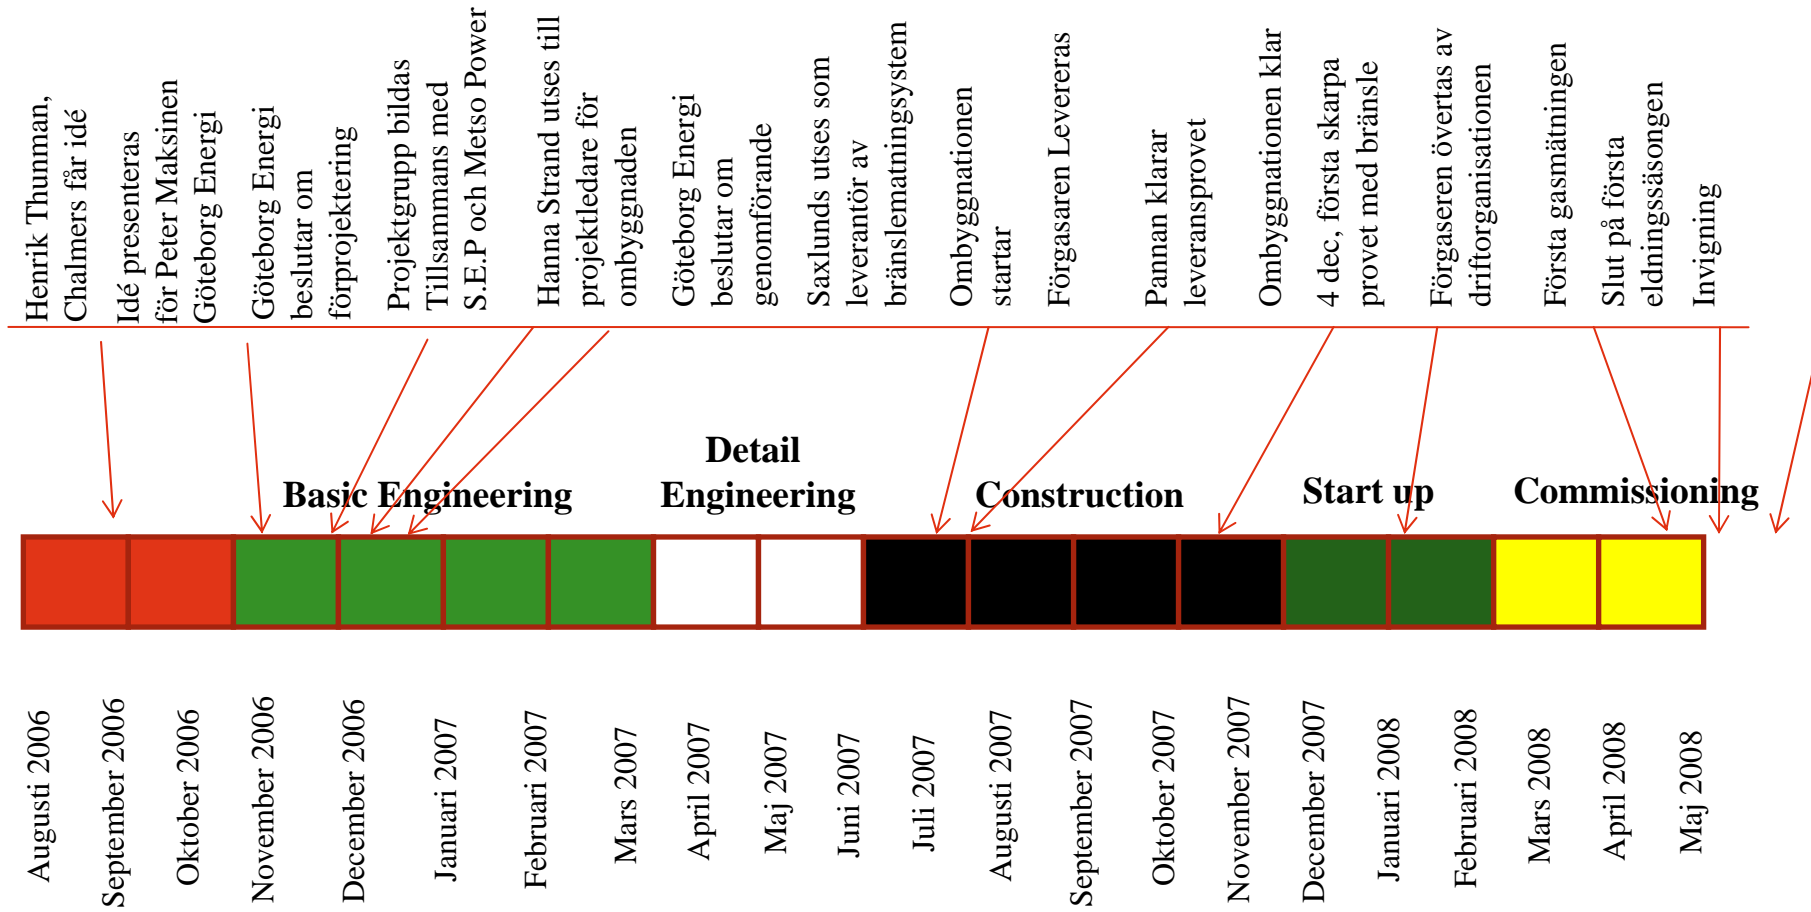 Henrik Thunman,
Chalmers får idé
Idé presenteras
för Peter Maksinen
Göteborg Energi
Göteborg Energi
beslutar om
förprojektering
Projektgrupp bildas
Tillsammans med
S.E.P och Metso Power
Hanna Strand utses till
projektledare för
ombyggnaden
Göteborg Energi
beslutar om
genomförande
Saxlunds utses som
leverantör av
bränslematningsystem
Ombyggnationen
startar
Förgasaren Levereras
Pannan klarar
leveransprovet
Ombyggnationen klar
4 dec, första skarpa
provet med bränsle
Förgaseren övertas av
driftorganisationen
Första gasmätningen
Slut på första
eldningssäsongen
Invigning
Basic Engineering
Detail
Engineering
Construction
Start up
Commissioning
Augusti 2006
September 2006
Oktober 2006
November 2006
December 2006
Januari 2007
Februari 2007
Mars 2007
April 2007
Maj 2007
Juni 2007
Juli 2007
Augusti 2007
September 2007
Oktober 2007
November 2007
December 2007
Januari 2008
Februari 2008
Mars 2008
April 2008
Maj 2008